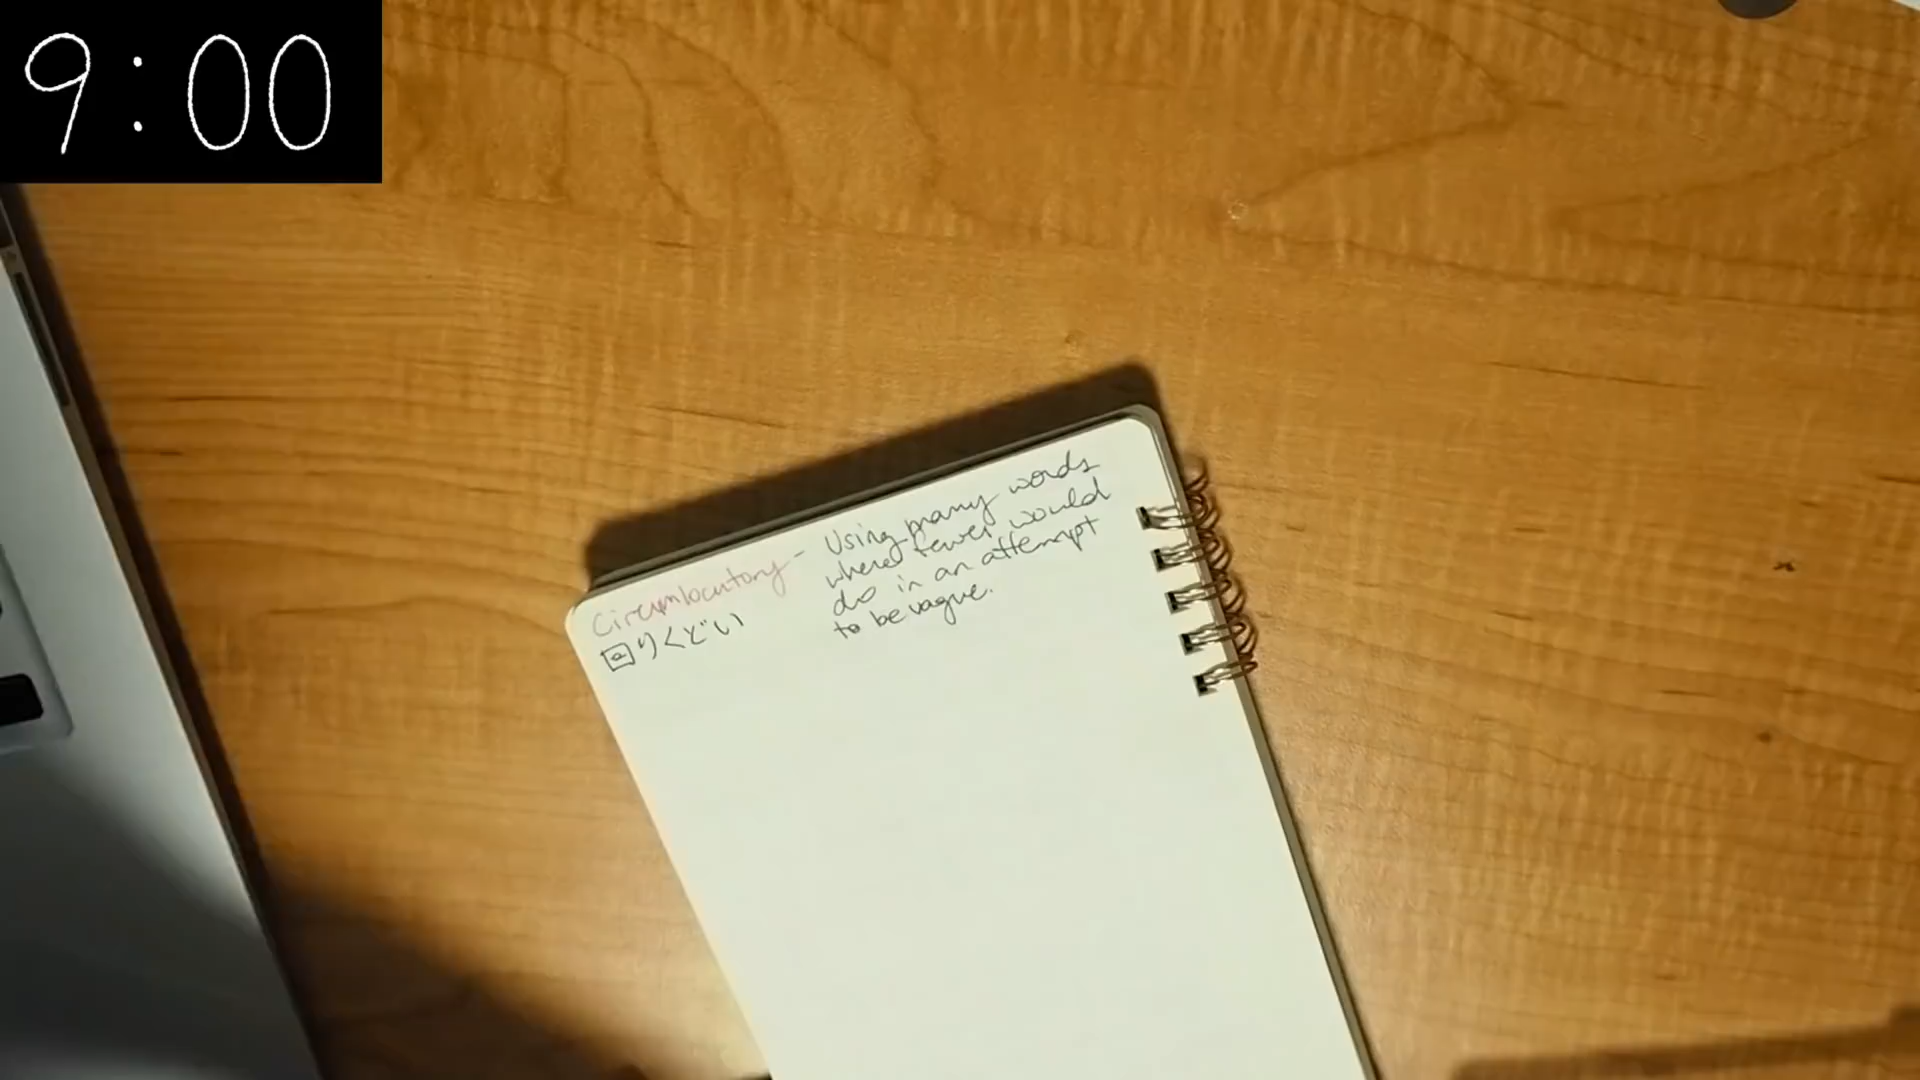 9:00
Circumlocutory - Using many words
where fewer would
do in an attempt
to be vague.
回りくどい